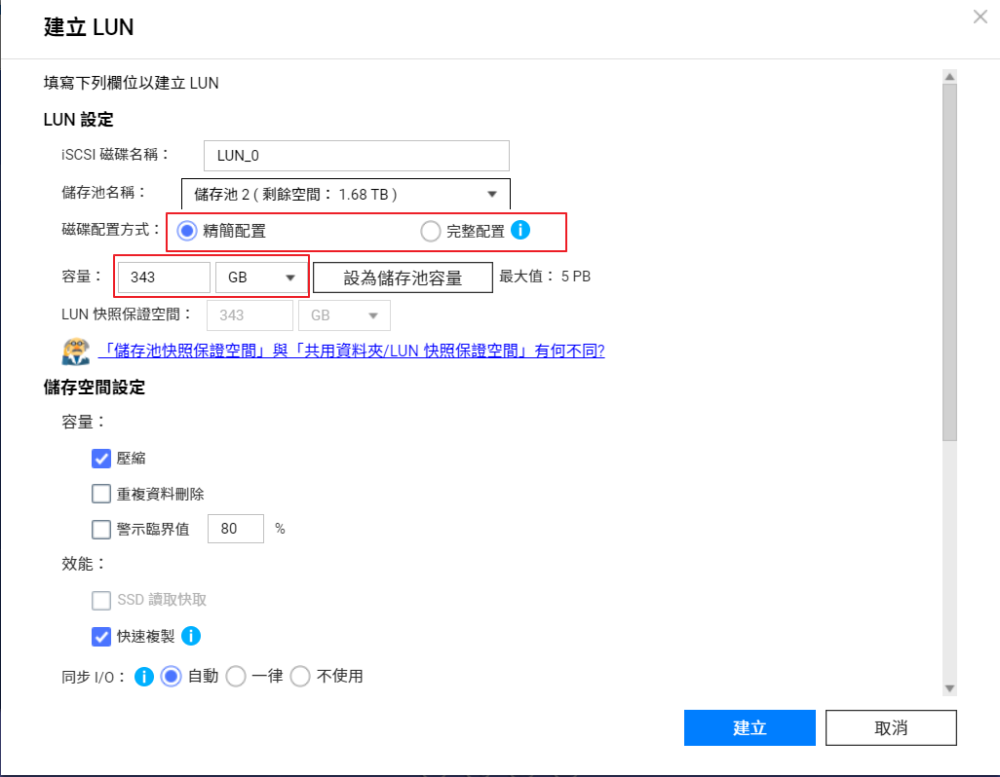 建立 LUN
填寫下列欄位以建立 LUN
LUN 設定
iSCSI 磁碟名稱： LUN_0
儲存池名稱： 儲存池 2 ( 剩餘空間： 1.68 TB )
磁碟配置方式： 精簡配置 完整配置
容量： 343 GB 設為儲存池容量 最大值： 5 PB
LUN 快照保證空間： 343 GB
「儲存池快照保證空間」與「共用資料夾/LUN 快照保證空間」有何不同?
儲存空間設定
容量：
壓縮
重複資料刪除
警示臨界值 80 %
效能：
SSD 讀取快取
快速複製
同步 I/O： 自動 一律 不使用
建立 取消